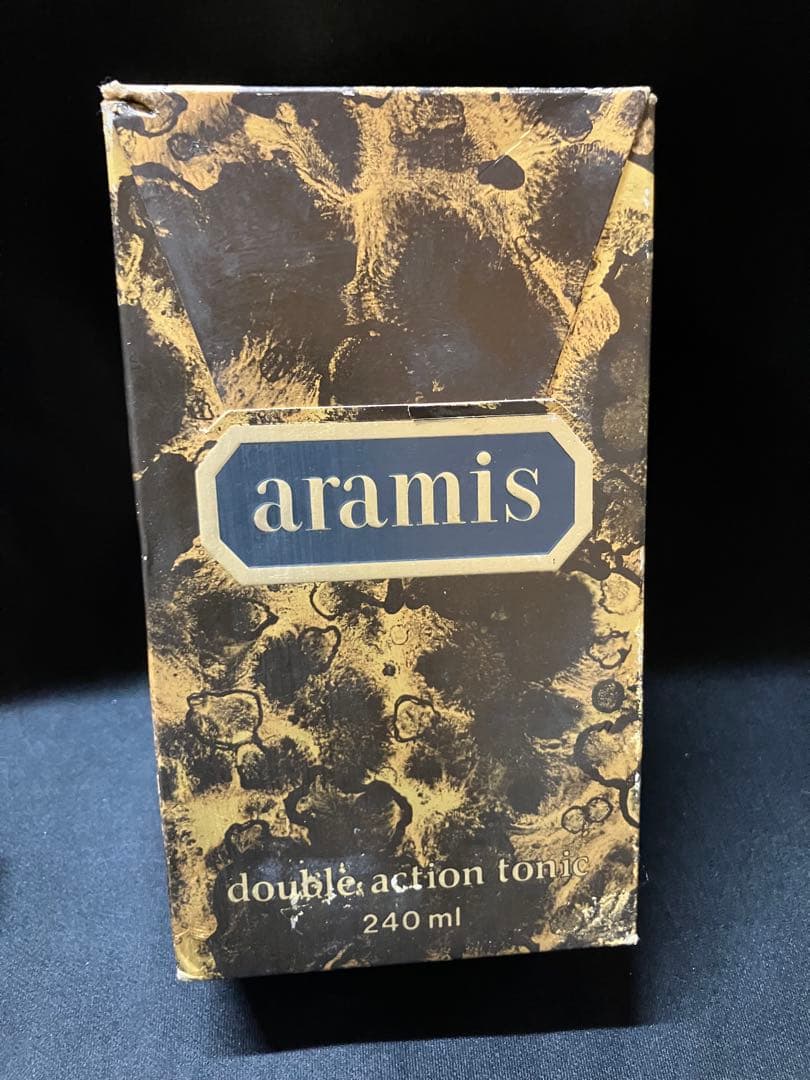 aramis
double action tonic
240 ml